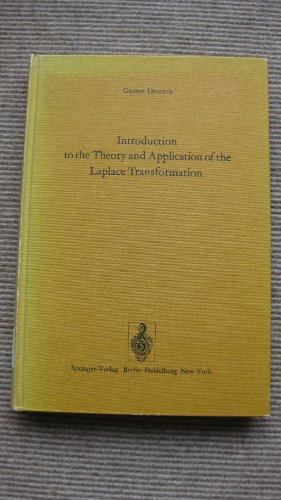 Gustav Doetsch
Introduction
to the Theory and Application of the
Laplace Transformation
Springer-Verlag Berlin Heidelberg New York